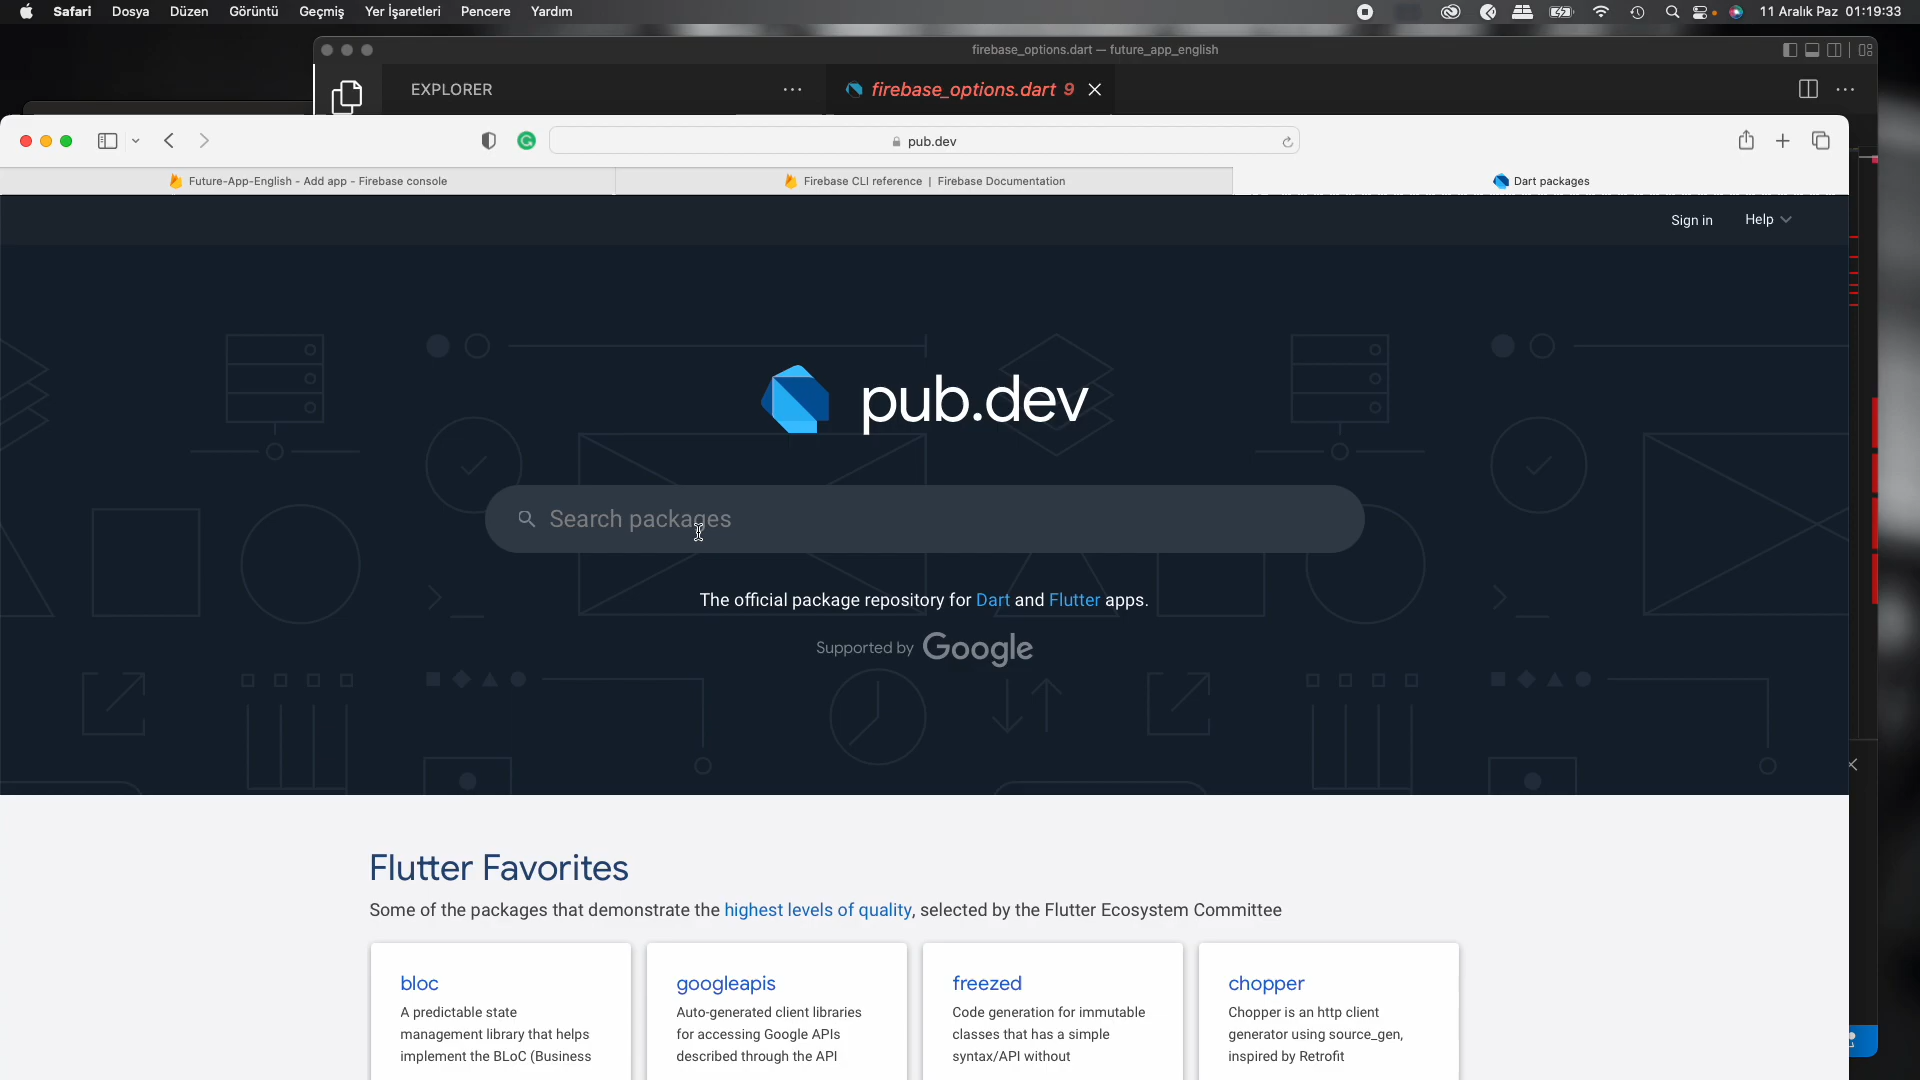 Safari Dosya Düzen Görüntü Geçmiş Yer İşaretleri Pencere Yardım 11 Aralık Paz 01:19:33
firebase_options.dart — future_app_english
EXPLORER
firebase_options.dart 9
pub.dev
Future-App-English - Add app - Firebase console
Firebase CLI reference | Firebase Documentation
Dart packages
Sign in Help
pub.dev
Search packages
The official package repository for Dart and Flutter apps.
Supported by Google
Flutter Favorites
Some of the packages that demonstrate the highest levels of quality, selected by the Flutter Ecosystem Committee
bloc
A predictable state
management library that helps
implement the BLoC (Business
googleapis
Auto-generated client libraries
for accessing Google APIs
described through the API
freezed
Code generation for immutable
classes that has a simple
syntax/API without
chopper
Chopper is an http client
generator using source_gen,
inspired by Retrofit